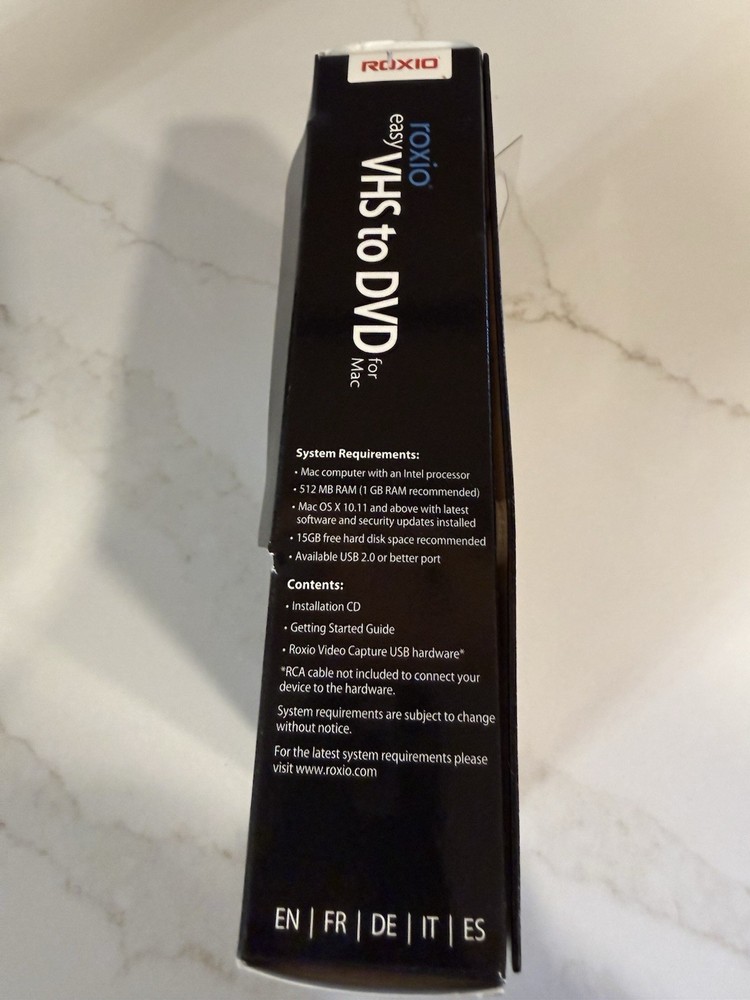 ROXIO
roxio
easy VHS to DVD for Mac
System Requirements:
• Mac computer with an Intel processor
• 512 MB RAM (1 GB RAM recommended)
• Mac OS X 10.11 and above with latest
software and security updates installed
• 15GB free hard disk space recommended
• Available USB 2.0 or better port
Contents:
• Installation CD
• Getting Started Guide
• Roxio Video Capture USB hardware*
*RCA cable not included to connect your
device to the hardware.
System requirements are subject to change
without notice.
For the latest system requirements please
visit www.roxio.com
EN | FR | DE | IT | ES